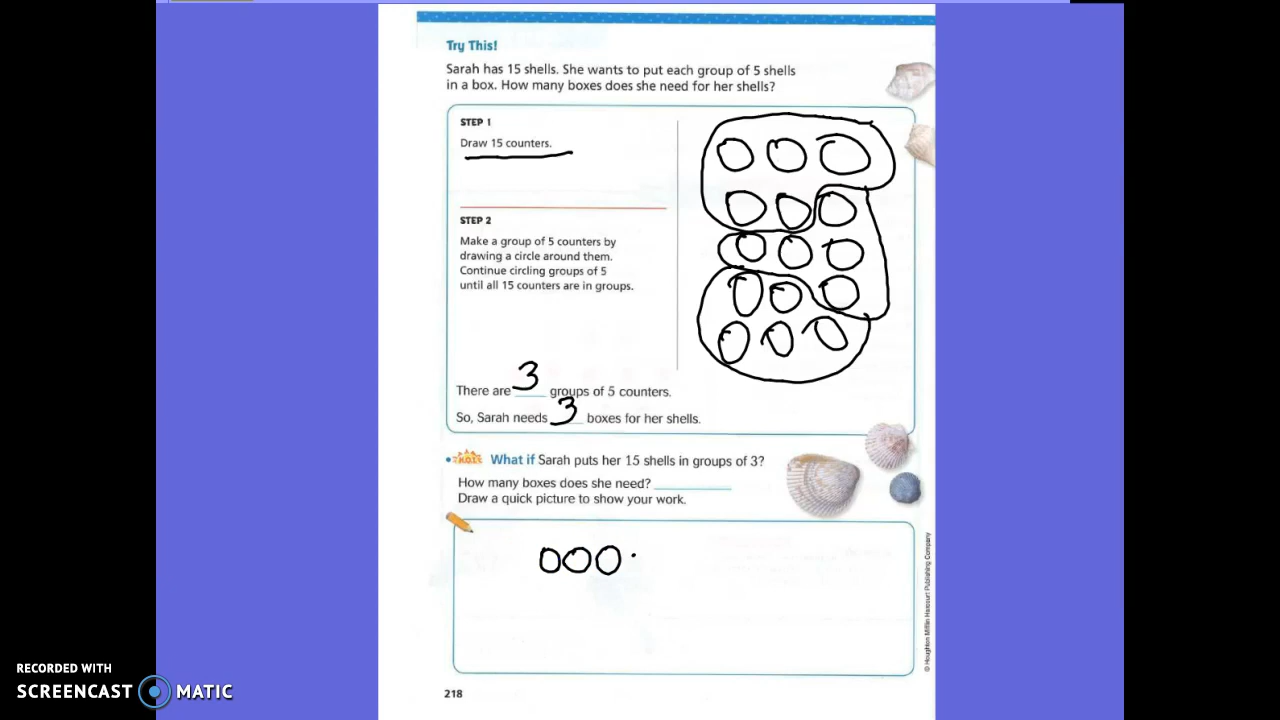 Try This!
Sarah has 15 shells. She wants to put each group of 5 shells
in a box. How many boxes does she need for her shells?
STEP 1
Draw 15 counters.
STEP 2
Make a group of 5 counters by
drawing a circle around them.
Continue circling groups of 5
until all 15 counters are in groups.
There are 3 groups of 5 counters.
So, Sarah needs 3 boxes for her shells.
• What if Sarah puts her 15 shells in groups of 3?
How many boxes does she need?
Draw a quick picture to show your work.
© Houghton Mifflin Harcourt Publishing Company
218
RECORDED WITH
SCREENCAST MATIC